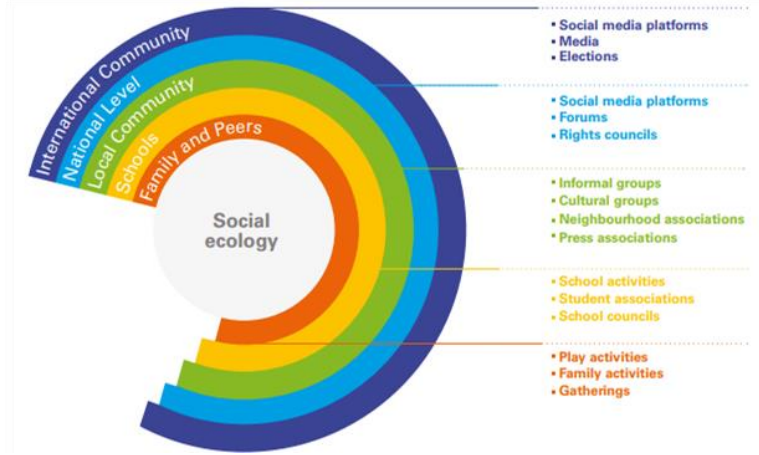 International Community
National Level
Local Community
Schools
Family and Peers
Social
ecology
▪ Social media platforms
▪ Media
▪ Elections
▪ Social media platforms
▪ Forums
▪ Rights councils
▪ Informal groups
▪ Cultural groups
▪ Neighbourhood associations
▪ Press associations
▪ School activities
▪ Student associations
▪ School councils
▪ Play activities
▪ Family activities
▪ Gatherings